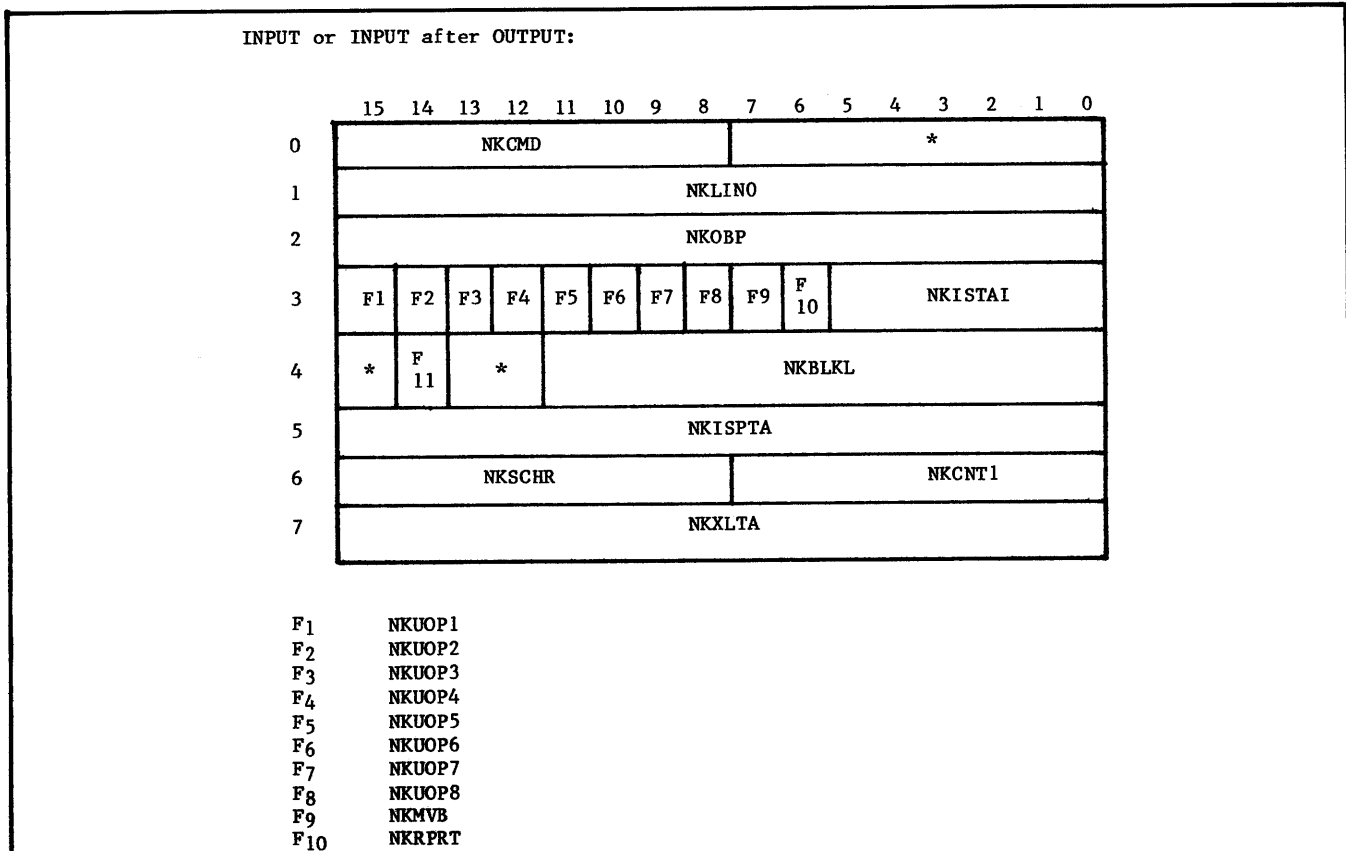 INPUT or INPUT after OUTPUT:
15 14 13 12 11 10 9 8 7 6 5 4 3 2 1 0
0 NKCMD *
1 NKLINO
2 NKOBP
3 F1 F2 F3 F4 F5 F6 F7 F8 F9 F 10 NKISTAI
4 * F 11 * NKBLKL
5 NKISPTA
6 NKSCHR NKCNT1
7 NKXLTA
F1 NKUOP1
F2 NKUOP2
F3 NKUOP3
F4 NKUOP4
F5 NKUOP5
F6 NKUOP6
F7 NKUOP7
F8 NKUOP8
F9 NKMVB
F10 NKRPRT